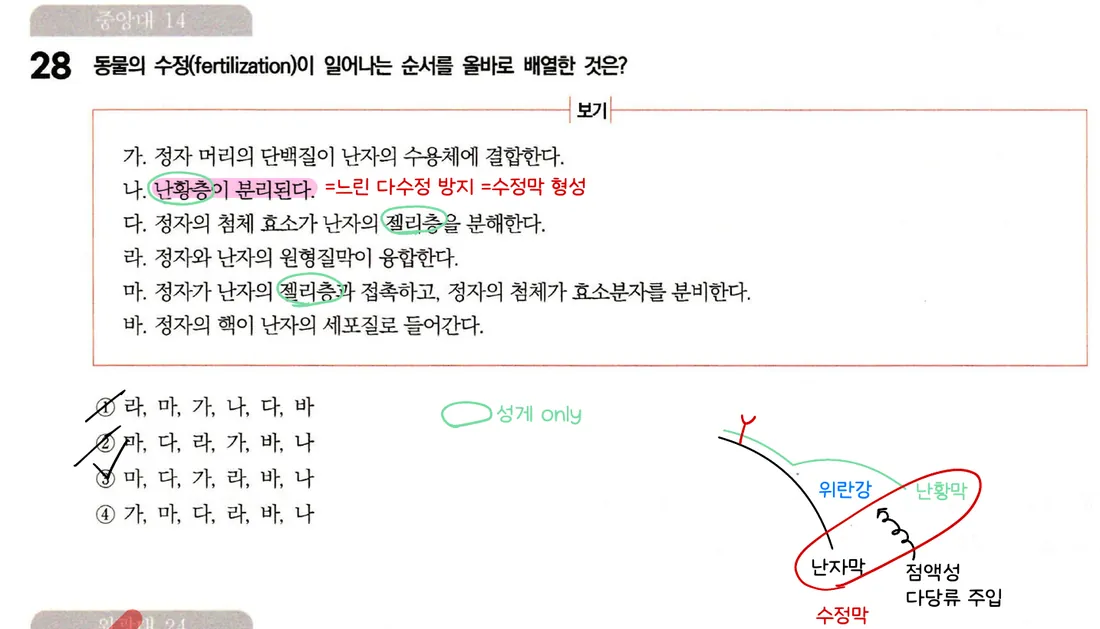 중앙대 14
28 동물의 수정(fertilization)이 일어나는 순서를 올바로 배열한 것은?
보기
가. 정자 머리의 단백질이 난자의 수용체에 결합한다.
나. 난황층이 분리된다. =느린 다수정 방지 =수정막 형성
다. 정자의 첨체 효소가 난자의 젤리층을 분해한다.
라. 정자와 난자의 원형질막이 융합한다.
마. 정자가 난자의 젤리층과 접촉하고, 정자의 첨체가 효소분자를 분비한다.
바. 정자의 핵이 난자의 세포질로 들어간다.
① 라, 마, 가, 나, 다, 바
② 마, 다, 라, 가, 바, 나
③ 마, 다, 가, 라, 바, 나
④ 가, 마, 다, 라, 바, 나
성게 only
위란강
난황막
난자막
점액성
다당류 주입
수정막